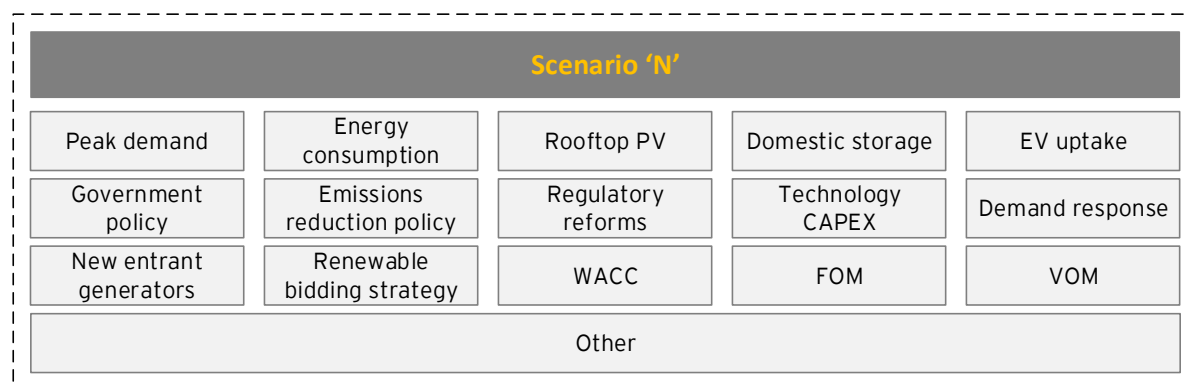 Scenario ‘N’
Peak demand
Energy
consumption
Rooftop PV
Domestic storage
EV uptake
Government
policy
Emissions
reduction policy
Regulatory
reforms
Technology
CAPEX
Demand response
New entrant
generators
Renewable
bidding strategy
WACC
FOM
VOM
Other